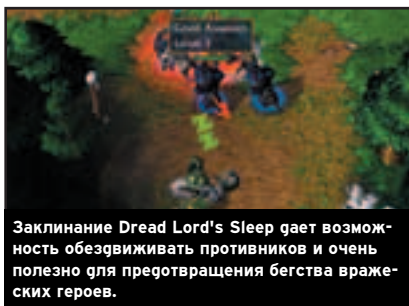 Заклинание Dread Lord's Sleep дает возмож-
ность обездвиживать противников и очень
полезно для предотвращения бегства враже-
ских героев.